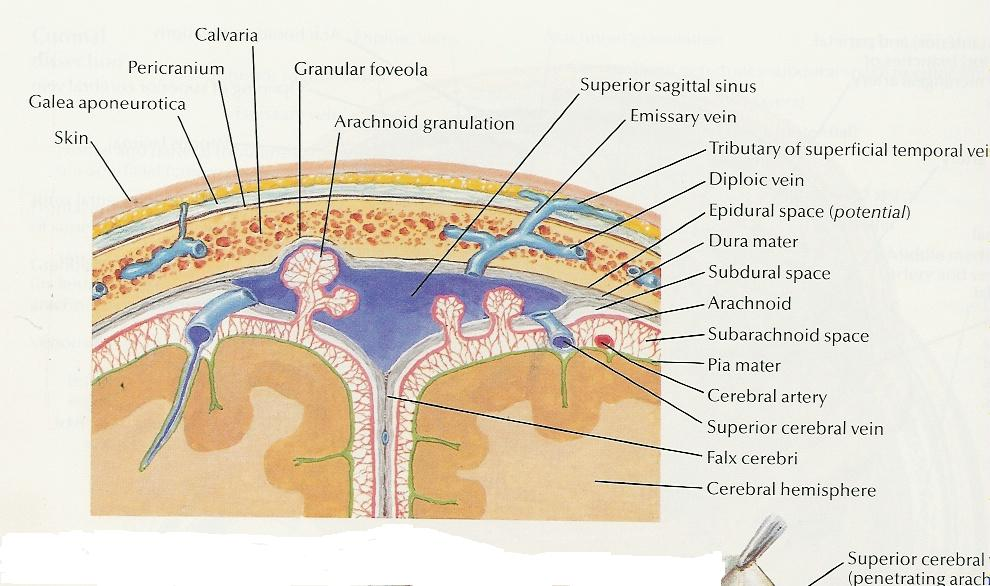 Calvaria
Pericranium
Granular foveola
Galea aponeurotica
Arachnoid granulation
Skin
Superior sagittal sinus
Emissary vein
Tributary of superficial temporal vei
Diploic vein
Epidural space (potential)
Dura mater
Subdural space
Arachnoid
Subarachnoid space
Pia mater
Cerebral artery
Superior cerebral vein
Falx cerebri
Cerebral hemisphere
Superior cerebral
(penetrating arach